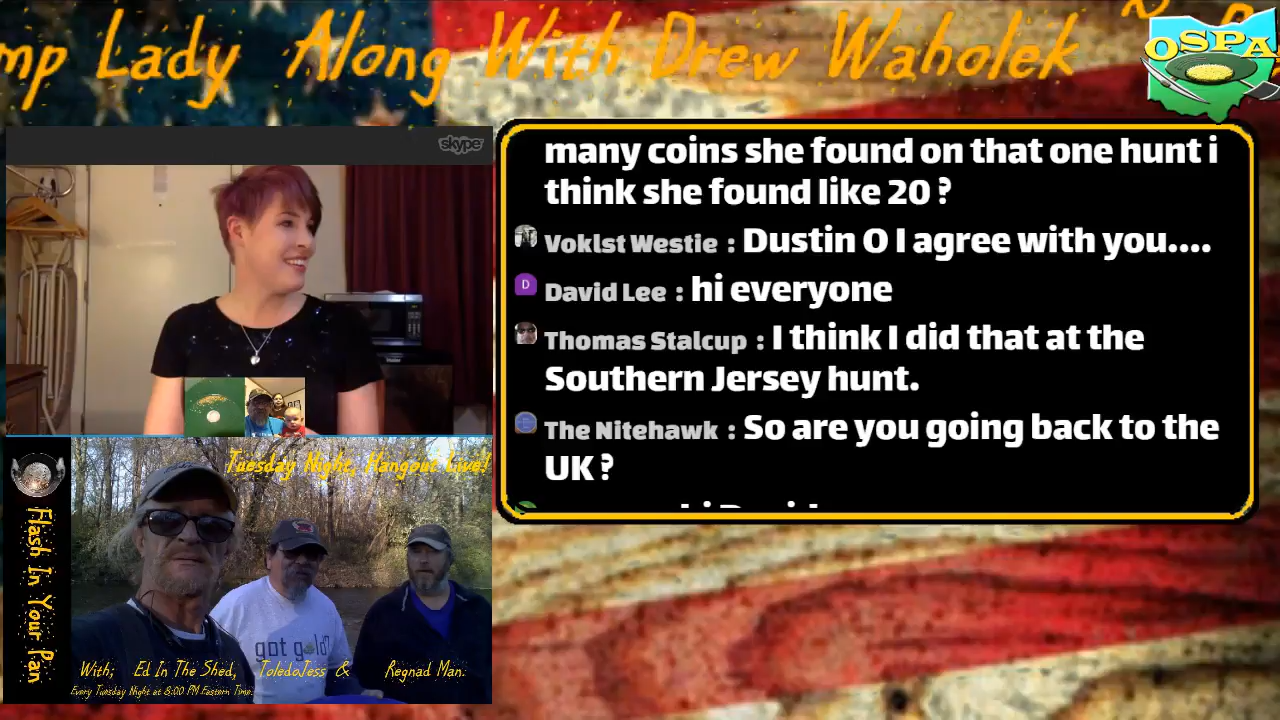 mp Lady Along With Drew Waholek
OSPA
skype
many coins she found on that one hunt i
think she found like 20 ?
Voklst Westie : Dustin O I agree with you....
D
David Lee : hi everyone
Thomas Stalcup : I think I did that at the
Southern Jersey hunt.
The Nitehawk : So are you going back to the
UK ?
Tuesday Night, Hangout Live!
Flash In Your Pan
got gold?
With; Ed In The Shed, ToledoJess & Regnad Man.
Every Tuesday Night at 8:00 PM Eastern Time.